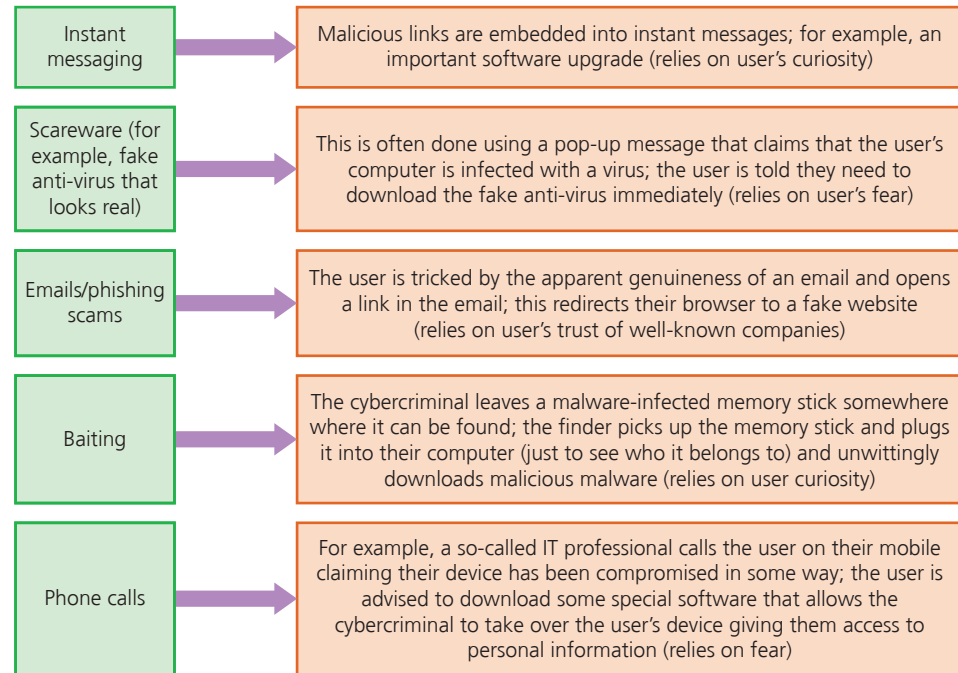 Instant
messaging
Malicious links are embedded into instant messages; for example, an
important software upgrade (relies on user's curiosity)
Scareware (for
example, fake
anti-virus that
looks real)
This is often done using a pop-up message that claims that the user's
computer is infected with a virus; the user is told they need to
download the fake anti-virus immediately (relies on user's fear)
Emails/phishing
scams
The user is tricked by the apparent genuineness of an email and opens
a link in the email; this redirects their browser to a fake website
(relies on user's trust of well-known companies)
Baiting
The cybercriminal leaves a malware-infected memory stick somewhere
where it can be found; the finder picks up the memory stick and plugs
it into their computer (just to see who it belongs to) and unwittingly
downloads malicious malware (relies on user curiosity)
Phone calls
For example, a so-called IT professional calls the user on their mobile
claiming their device has been compromised in some way; the user is
advised to download some special software that allows the
cybercriminal to take over the user's device giving them access to
personal information (relies on fear)